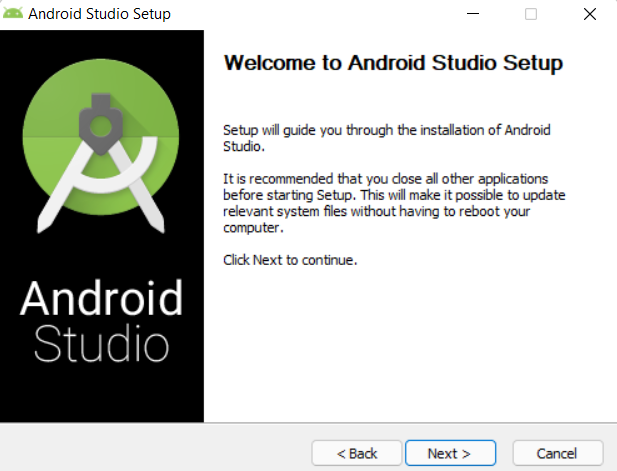 Android Studio Setup
Welcome to Android Studio Setup
Setup will guide you through the installation of Android
Studio.
It is recommended that you close all other applications
before starting Setup. This will make it possible to update
relevant system files without having to reboot your
computer.
Click Next to continue.
Android
Studio
< Back
Next >
Cancel